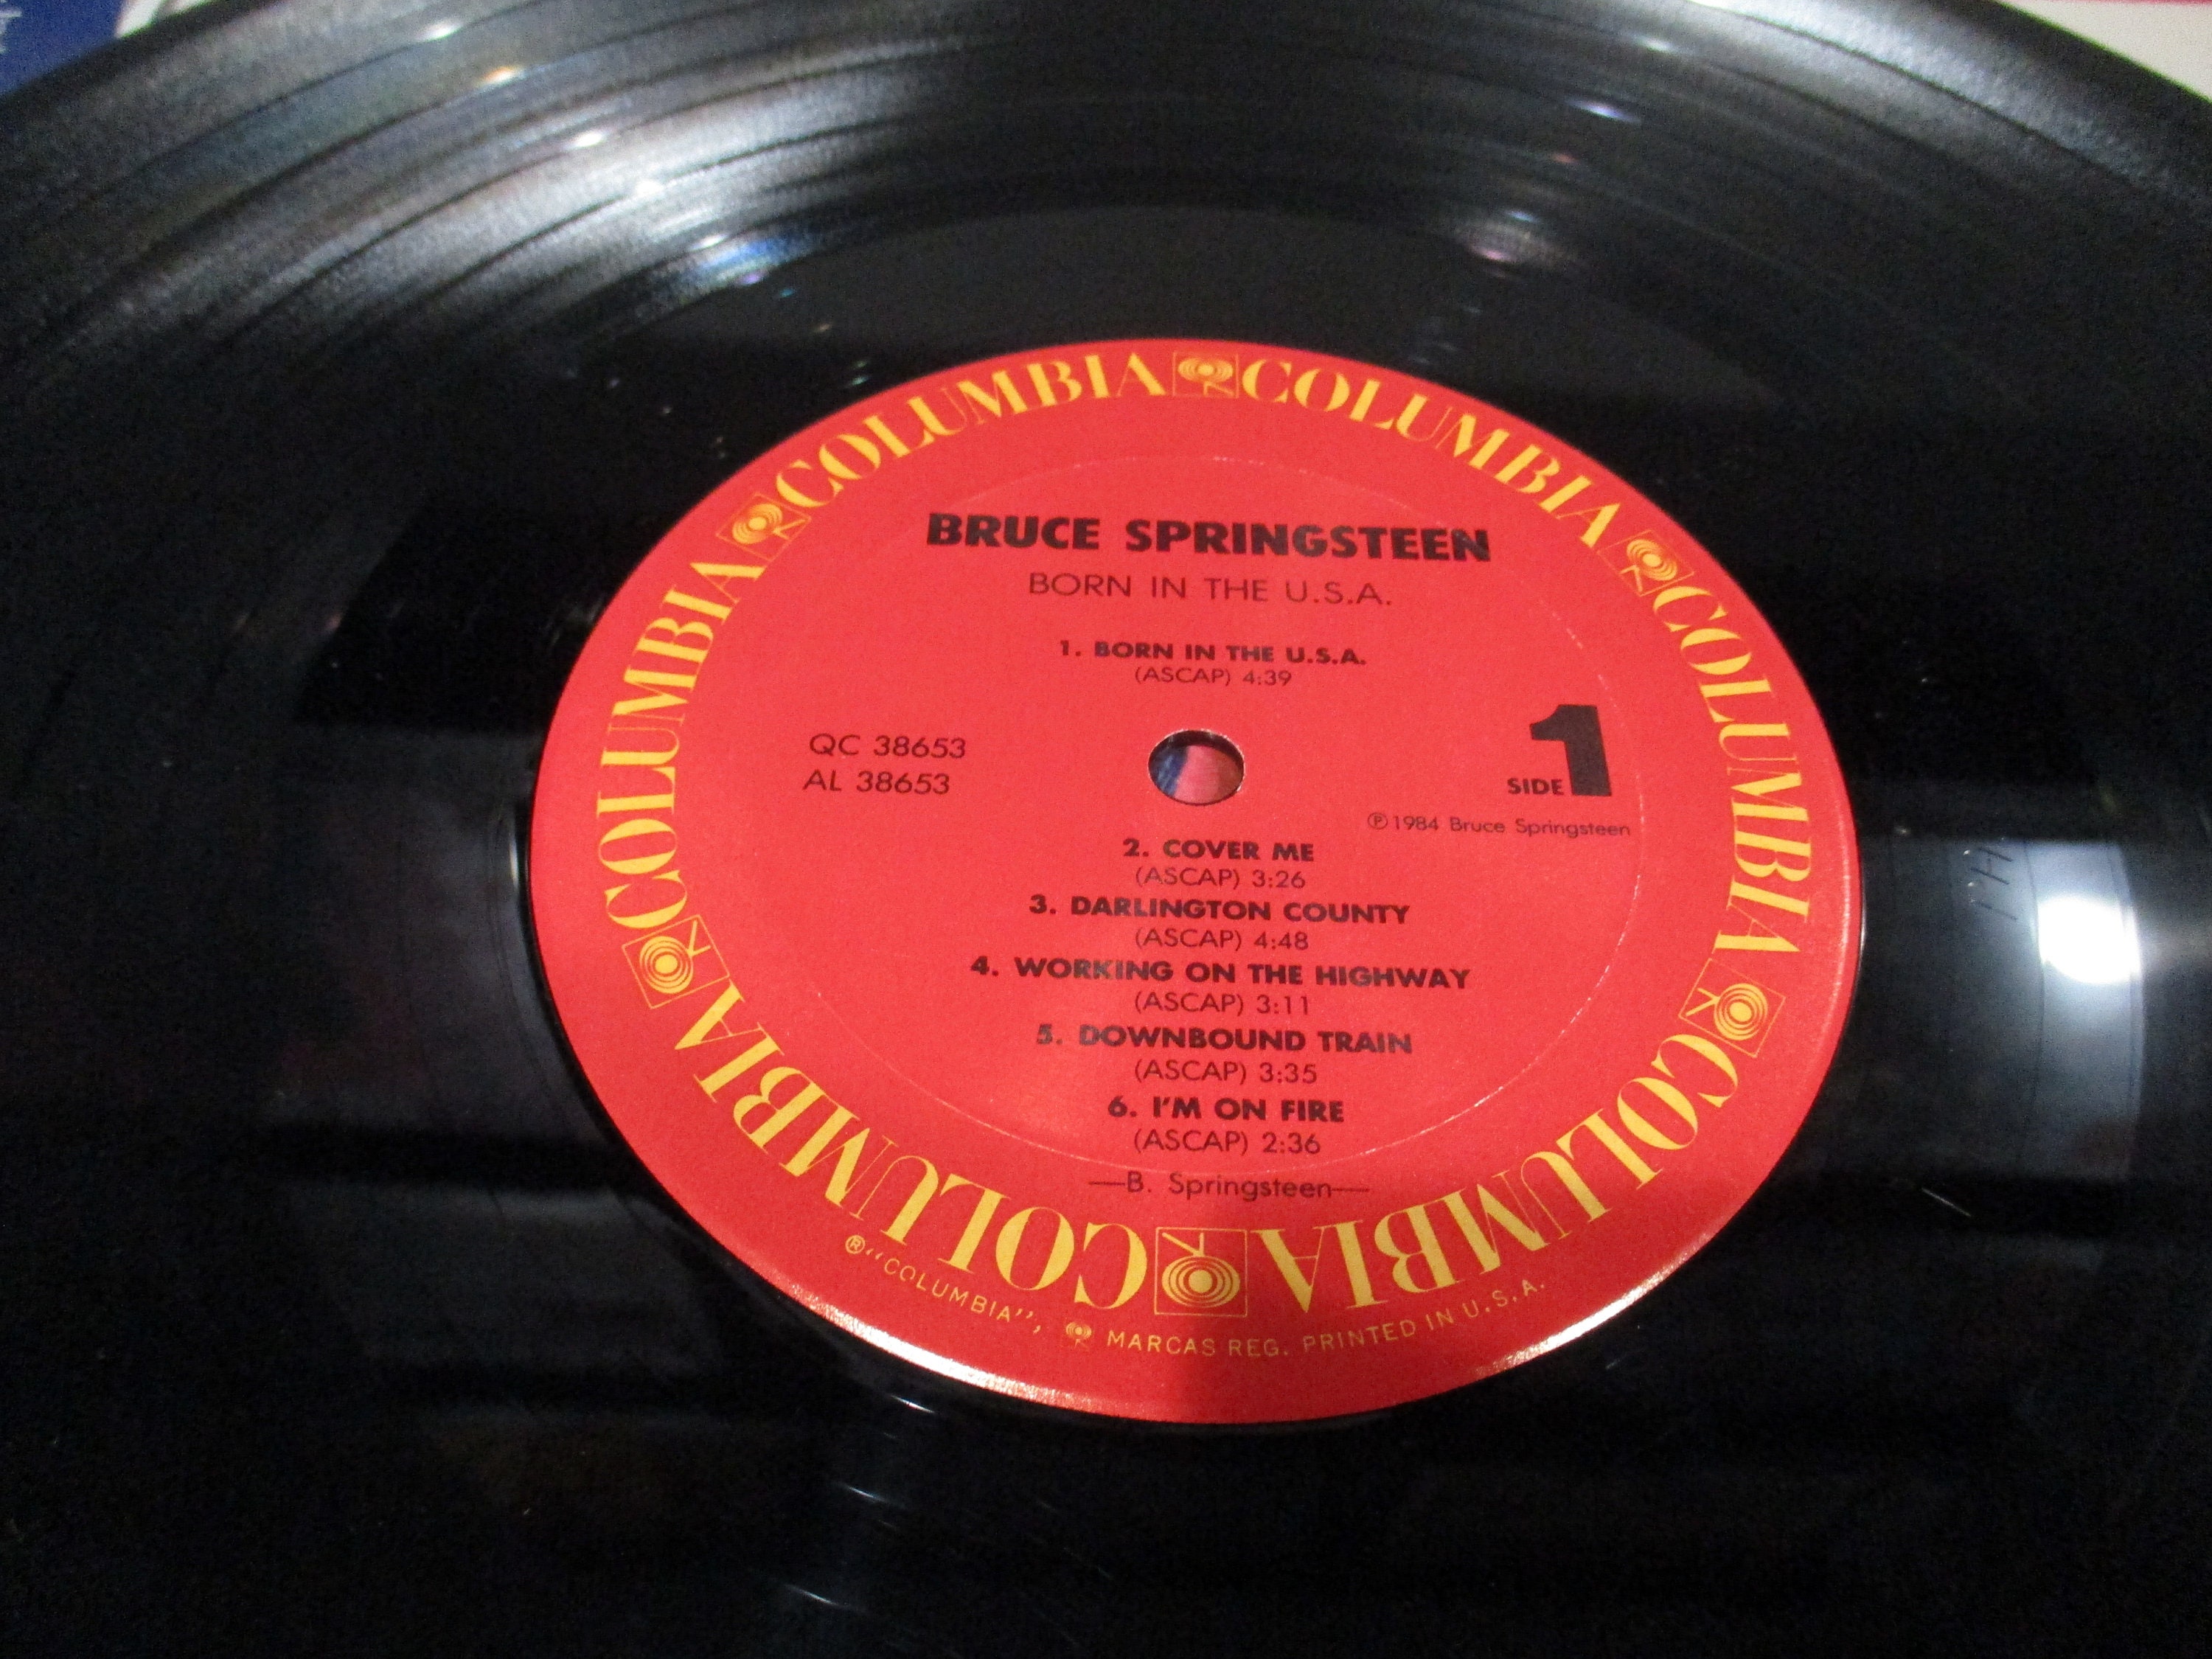 COLUMBIA COLUMBIA COLUMBIA COLUMBIA COLUMBIA COLUMBIA
BRUCE SPRINGSTEEN
BORN IN THE U.S.A.
1. BORN IN THE U.S.A.
(ASCAP) 4:39
QC 38653
AL 38653
SIDE 1
℗1984 Bruce Springsteen
2. COVER ME
(ASCAP) 3:26
3. DARLINGTON COUNTY
(ASCAP) 4:48
4. WORKING ON THE HIGHWAY
(ASCAP) 3:11
5. DOWNBOUND TRAIN
(ASCAP) 3:35
6. I'M ON FIRE
(ASCAP) 2:36
—B. Springsteen—
®"COLUMBIA", MARCAS REG. PRINTED IN U.S.A.